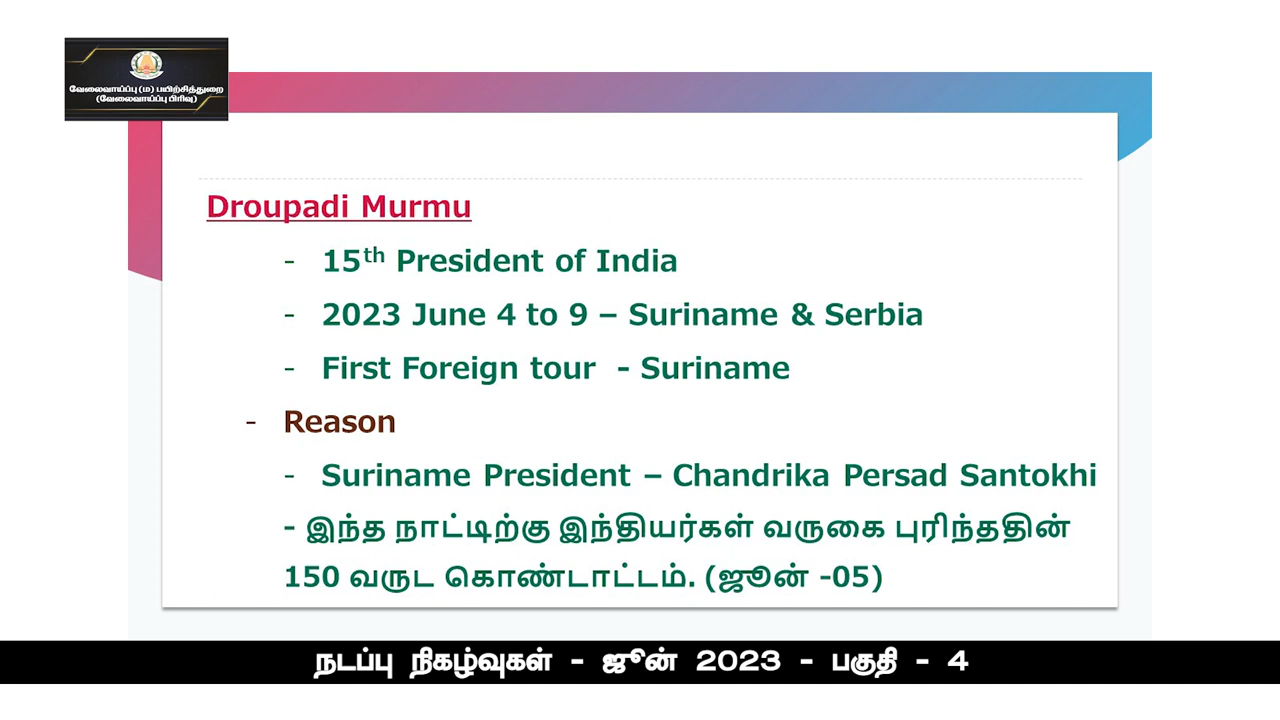 வேலைவாய்ப்பு (ம) பயிற்சித்துறை
(வேலைவாய்ப்பு பிரிவு)
Droupadi Murmu
- 15th President of India
- 2023 June 4 to 9 – Suriname & Serbia
- First Foreign tour - Suriname
- Reason
- Suriname President – Chandrika Persad Santokhi
- இந்த நாட்டிற்கு இந்தியர்கள் வருகை புரிந்ததின்
150 வருட கொண்டாட்டம். (ஜூன் -05)
நடப்பு நிகழ்வுகள் - ஜூன் 2023 - பகுதி - 4